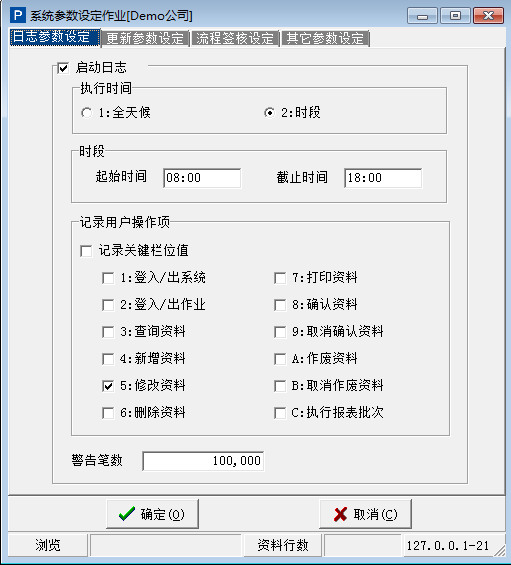 P 系统参数设定作业[Demo公司]
日志参数设定 更新参数设定 流程签核设定 其它参数设定
启动日志
执行时间
1:全天候 2:时段
时段
起始时间 08:00 截止时间 18:00
记录用户操作项
记录关键栏位值
1:登入/出系统 7:打印资料
2:登入/出作业 8:确认资料
3:查询资料 9:取消确认资料
4:新增资料 A:作废资料
5:修改资料 B:取消作废资料
6:删除资料 C:执行报表批次
警告笔数 100,000
确定(O) 取消(C)
浏览 资料行数 127.0.0.1-21